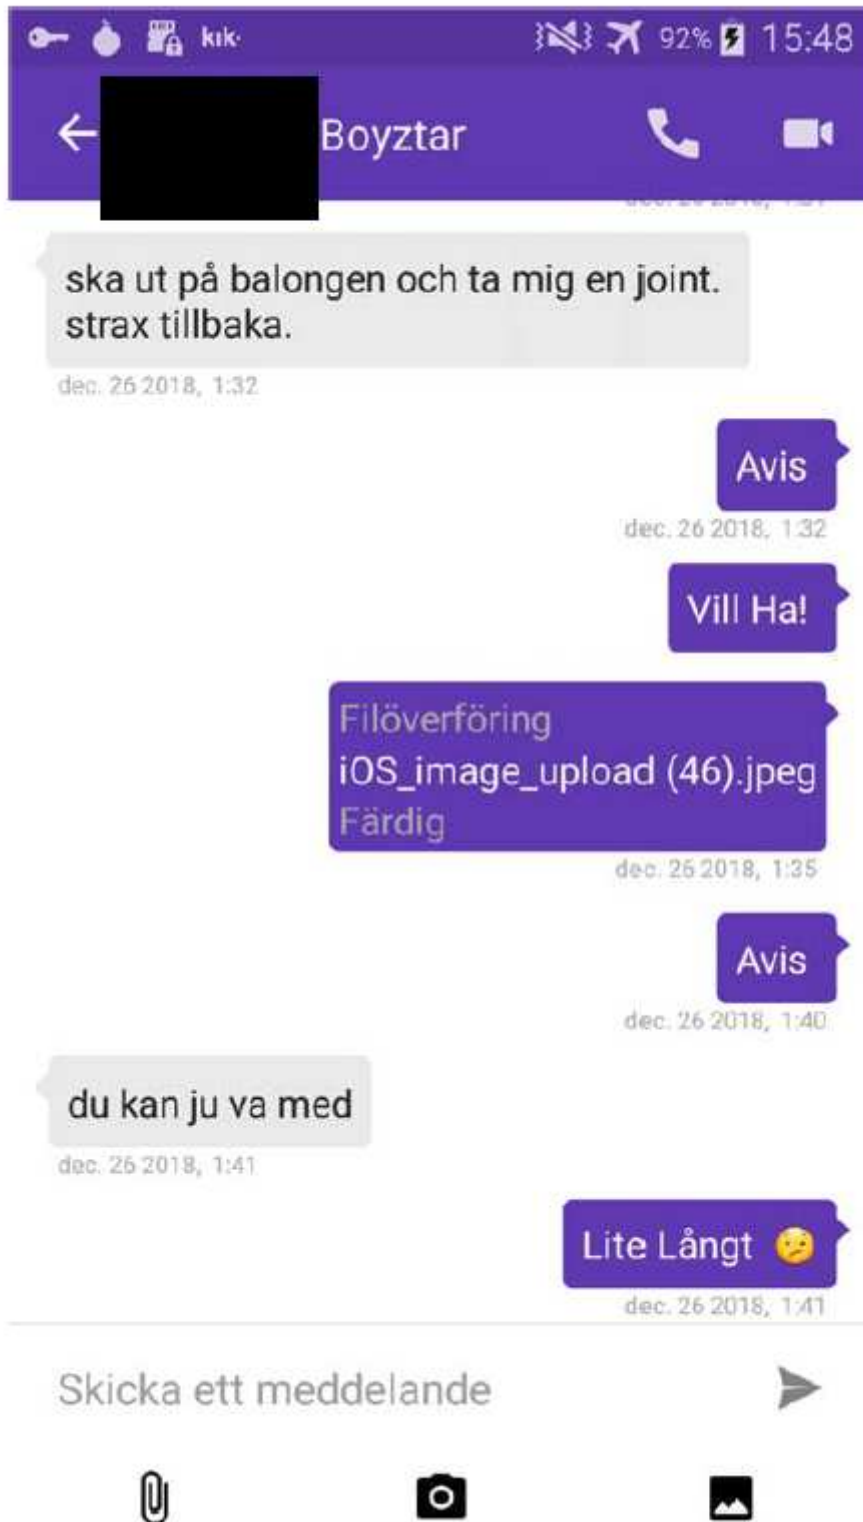 kik·
92%
15:48
Boyztar
ska ut på balongen och ta mig en joint.
strax tillbaka.
dec. 26 2018, 1:32
Avis
dec. 26 2018, 1:32
Vill Ha!
Filöverföring
iOS_image_upload (46).jpeg
Färdig
dec. 26 2018, 1:35
Avis
dec. 26 2018, 1:40
du kan ju va med
dec. 26 2018, 1:41
Lite Långt 🤕
dec. 26 2018, 1:41
Skicka ett meddelande